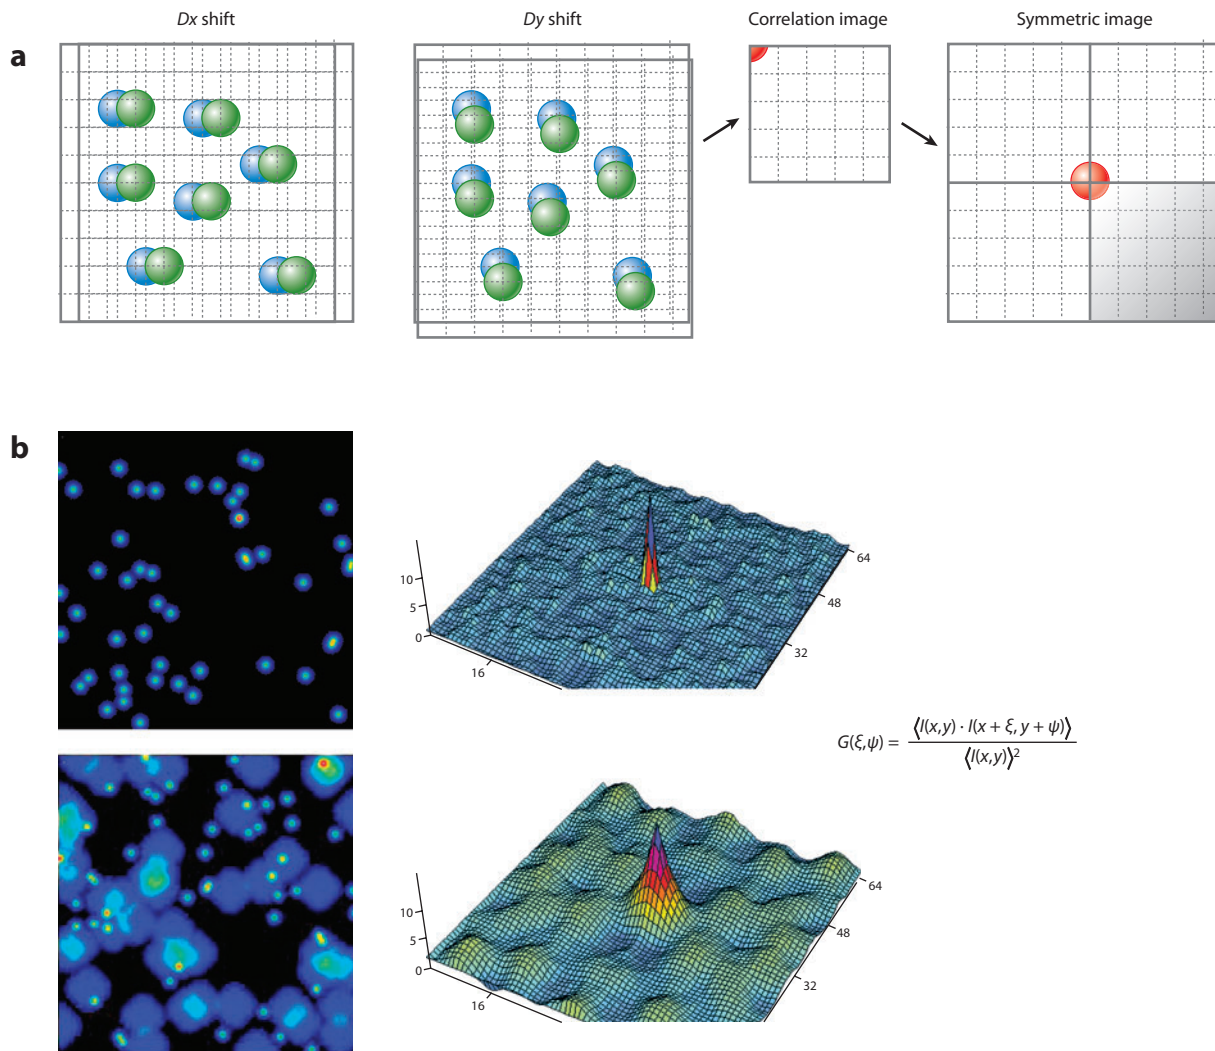 Dx shift
Dy shift
Correlation image
Symmetric image
a
b
10
5
0
16
32
48
64
G(ξ,ψ) = ⟨I(x,y) · I(x + ξ, y + ψ)⟩ / ⟨I(x,y)⟩²
10
5
0
16
32
48
64